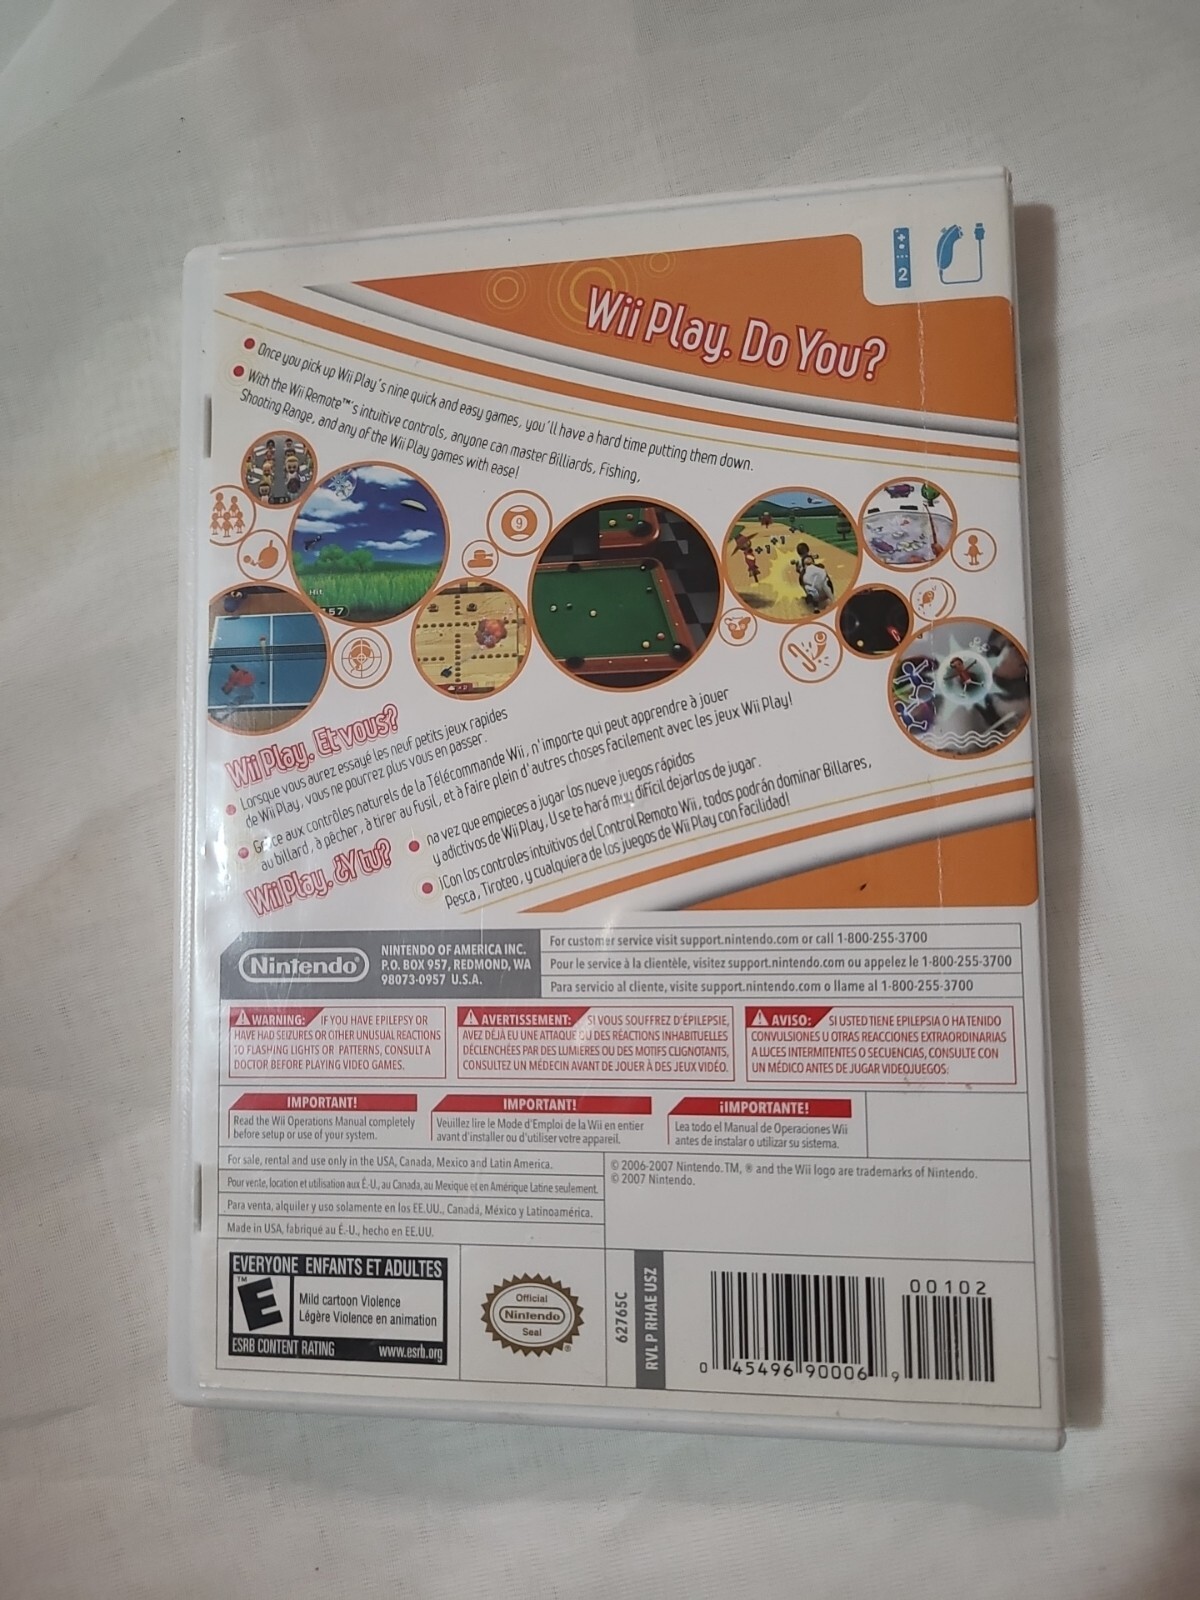 2
Wii Play. Do You?
Once you pick up Wii Play's nine quick and easy games, you'll have a hard time putting them down.
With the Wii Remote™'s intuitive controls, anyone can master Billiards, Fishing,
Shooting Range, and any of the Wii Play games with ease!
9
Hit
57
+1 +1
Wii Play. Et vous?
Lorsque vous aurez essayé les neuf petits jeux rapides
de Wii Play, vous ne pourrez plus vous en passer.
Grâce aux contrôles naturels de la Télécommande Wii, n'importe qui peut apprendre à jouer
au billard, à pêcher, à tirer au fusil, et à faire plein d'autres choses facilement avec les jeux Wii Play!
Wii Play. ¿Y tu?
na vez que empieces a jugar los nueve juegos rápidos
y adictivos de Wii Play, U se te hará muy difícil dejarlos de jugar.
¡Con los controles intuitivos del Control Remoto Wii, todos podrán dominar Billares,
Pesca, Tiroteo, y cualquiera de los juegos de Wii Play con facilidad!
Nintendo®
NINTENDO OF AMERICA INC.
P.O. BOX 957, REDMOND, WA
98073-0957 U.S.A.
For customer service visit support.nintendo.com or call 1-800-255-3700
Pour le service à la clientèle, visitez support.nintendo.com ou appelez le 1-800-255-3700
Para servicio al cliente, visite support.nintendo.com o llame al 1-800-255-3700
WARNING: IF YOU HAVE EPILEPSY OR
HAVE HAD SEIZURES OR OTHER UNUSUAL REACTIONS
TO FLASHING LIGHTS OR PATTERNS, CONSULT A
DOCTOR BEFORE PLAYING VIDEO GAMES.
AVERTISSEMENT: SI VOUS SOUFFREZ D'ÉPILEPSIE,
AVEZ DÉJÀ EU UNE ATTAQUE OU DES RÉACTIONS INHABITUELLES
DÉCLENCHÉES PAR DES LUMIERES OU DES MOTIFS CLIGNOTANTS,
CONSULTEZ UN MÉDECIN AVANT DE JOUER À DES JEUX VIDÉO.
AVISO: SI USTED TIENE EPILEPSIA O HA TENIDO
CONVULSIONES U OTRAS REACCIONES EXTRAORDINARIAS
A LUCES INTERMITENTES O SECUENCIAS, CONSULTE CON
UN MÉDICO ANTES DE JUGAR VIDEOJUEGOS.
IMPORTANT!
Read the Wii Operations Manual completely
before setup or use of your system.
IMPORTANT!
Veuillez lire le Mode d'Emploi de la Wii en entier
avant d'installer ou d'utiliser votre appareil.
¡IMPORTANTE!
Lea todo el Manual de Operaciones Wii
antes de instalar o utilizar su sistema.
For sale, rental and use only in the USA, Canada, Mexico and Latin America.
Pour vente, location et utilisation aux É.-U., au Canada, au Mexique et en Amérique Latine seulement.
Para venta, alquiler y uso solamente en los EE.UU., Canadá, México y Latinoamérica.
Made in USA, fabriqué au É.-U., hecho en EE.UU.
© 2006-2007 Nintendo. TM, ® and the Wii logo are trademarks of Nintendo.
© 2007 Nintendo.
EVERYONE ENFANTS ET ADULTES
E™
Mild cartoon Violence
Légère Violence en animation
ESRB CONTENT RATING www.esrb.org
Official
Nintendo
Seal
®
62765C
RVL P RHAE USZ
00102
0 45496 90006 9